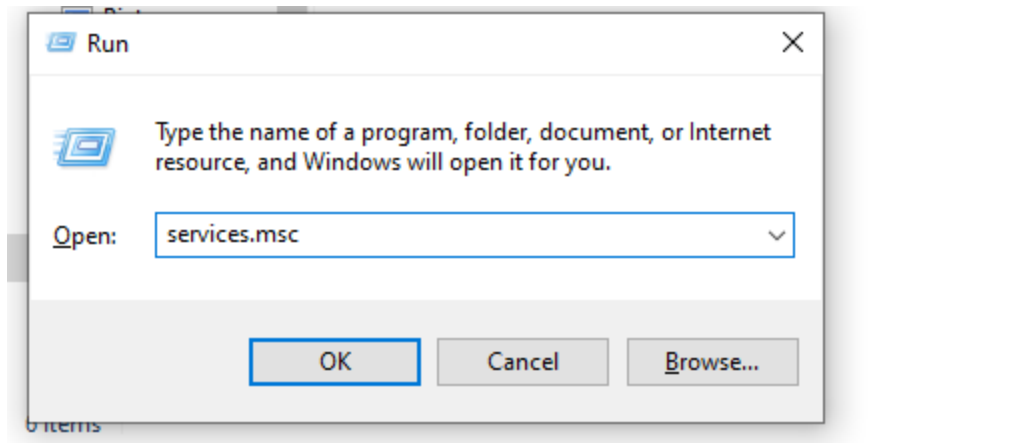 Run
Type the name of a program, folder, document, or Internet
resource, and Windows will open it for you.
Open: services.msc
OK Cancel Browse...
items